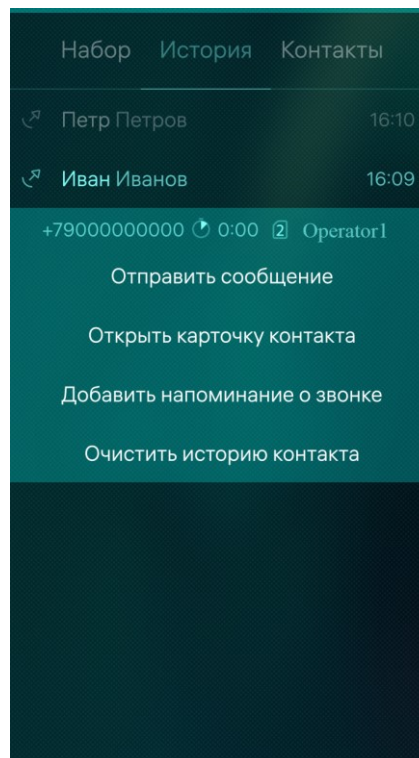 Набор История Контакты
Петр Петров 16:10
Иван Иванов 16:09
+79000000000 0:00 2 Operator1
Отправить сообщение
Открыть карточку контакта
Добавить напоминание о звонке
Очистить историю контакта